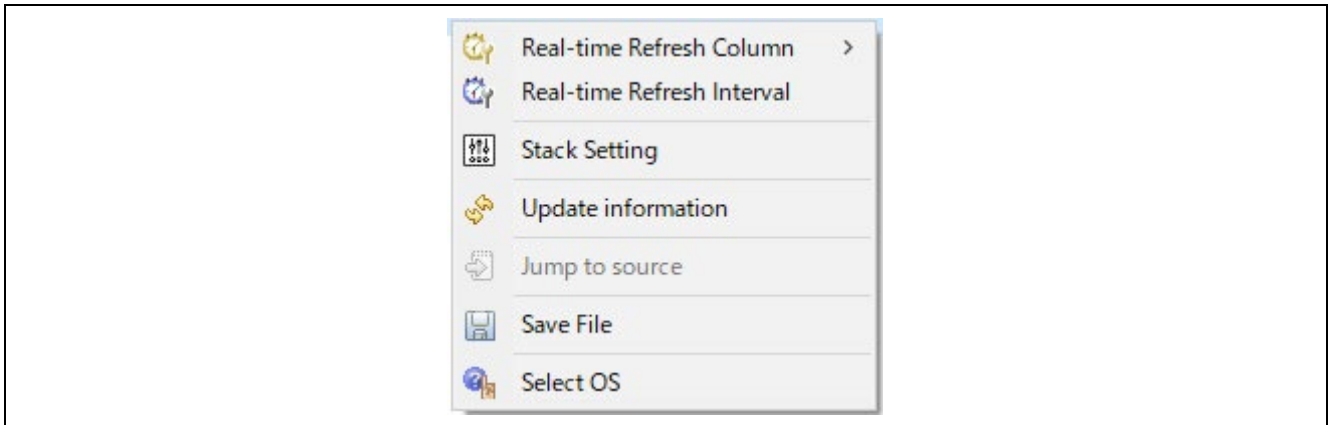 Real-time Refresh Column
Real-time Refresh Interval
Stack Setting
Update information
Jump to source
Save File
Select OS